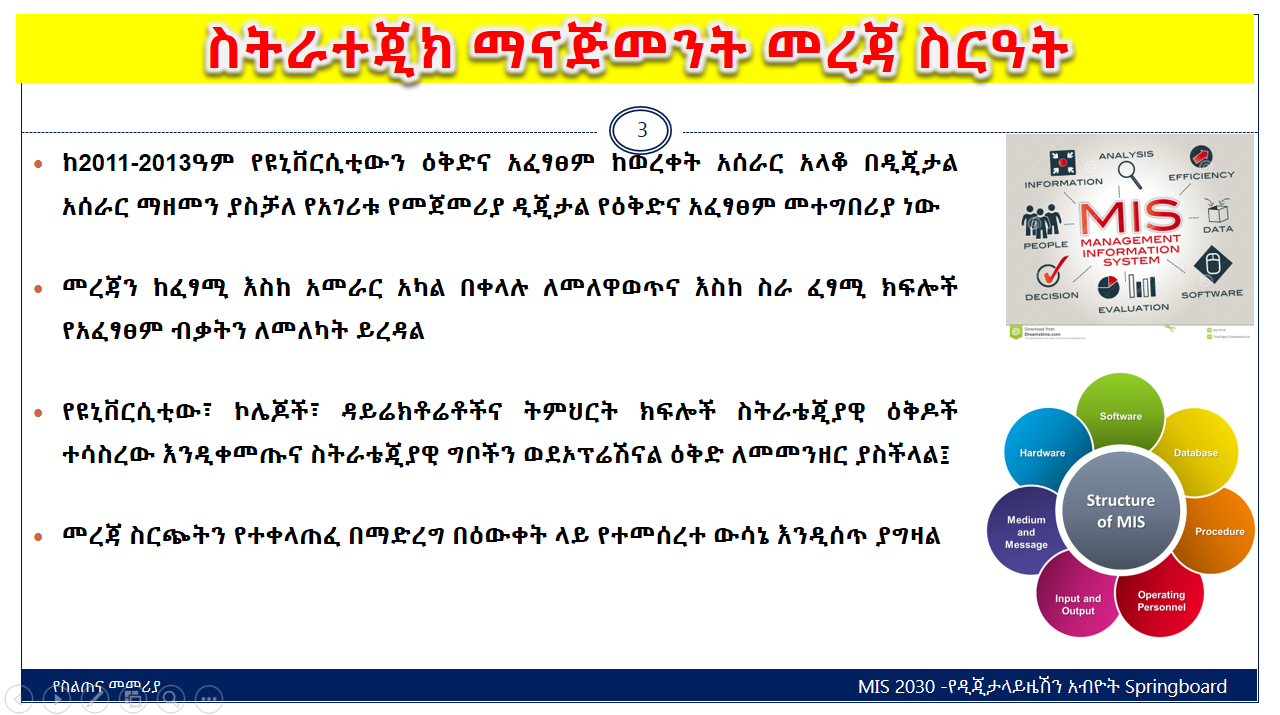 ስትራተጂክ ማናጅመንት መረጃ ስርዓት
3
• ከ2011-2013ዓም የዩኒቨርሲቲውን ዕቅድና አፈፃፀም ከወረቀት አሰራር አላቆ በዲጂታል
አሰራር ማዘመን ያስቻለ የአገሪቱ የመጀመሪያ ዲጂታል የዕቅድና አፈፃፀም መተግበሪያ ነው
• መረጃን ከፈፃሚ እስከ አመራር አካል በቀላሉ ለመለዋወጥና እስከ ስራ ፈፃሚ ክፍሎች
የአፈፃፀም ብቃትን ለመለካት ይረዳል
• የዩኒቨርሲቲው፣ ኮሌጆች፣ ዳይሬክቶሬቶችና ትምህርት ክፍሎች ስትራቴጂያዊ ዕቅዶች
ተሳስረው እንዲቀመጡና ስትራቴጂያዊ ግቦችን ወደኦፕሬሽናል ዕቅድ ለመመንዘር ያስችላል፤
• መረጃ ስርጭትን የተቀላጠፈ በማድረግ በዕውቀት ላይ የተመሰረተ ውሳኔ እንዲሰጥ ያግዛል
ANALYSIS
INFORMATION
EFFICIENCY
MIS
MANAGEMENT
INFORMATION
SYSTEM
PEOPLE
DATA
DECISION
EVALUATION
SOFTWARE
Download from
Dreamstime.com
Software
Hardware
Database
Structure
of MIS
Medium
and
Message
Procedure
Input and
Output
Operating
Personnel
የስልጠና መመሪያ
MIS 2030 -የዲጂታላይዜሽን አብዮት Springboard